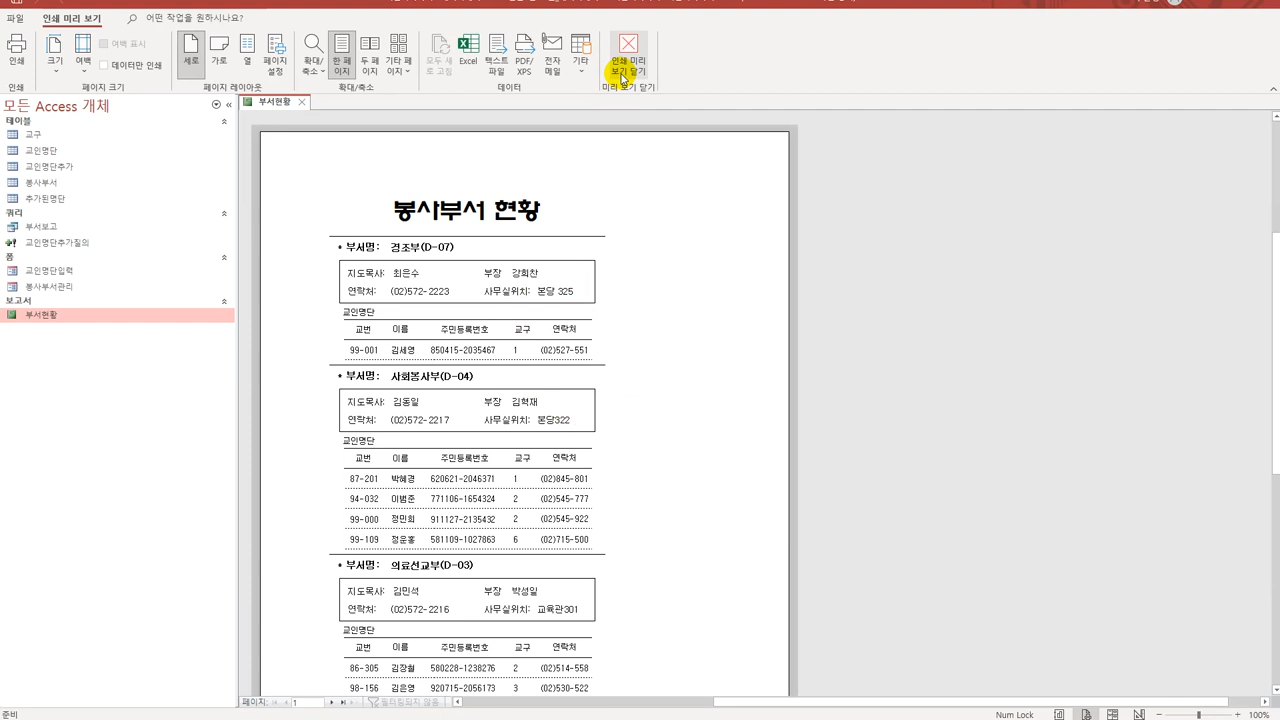 파일 인쇄 미리 보기 어떤 작업을 원하시나요?
인쇄 크기 여백 여백 표시 데이터만 인쇄 세로 가로 열 페이지 설정 확대/축소 한 페이지 두 페이지 기타 페이지 모두 새로 고침 Excel 텍스트 파일 PDF/XPS 전자 메일 기타 인쇄 미리 보기 닫기
인쇄 페이지 크기 페이지 레이아웃 확대/축소 데이터 미리 보기 닫기
모든 Access 개체
테이블
교구
교인명단
교인명단추가
봉사부서
추가된명단
쿼리
부서보고
교인명단추가질의
폼
교인명단입력
봉사부서관리
보고서
부서현황
부서현황
봉사부서 현황
• 부서명: 경조부(D-07)
지도목사: 최은수 부장 강희찬
연락처: (02)572-2223 사무실위치: 본당 325
교인명단
교번 이름 주민등록번호 교구 연락처
99-001 김세영 850415-2035467 1 (02)527-551
• 부서명: 사회봉사부(D-04)
지도목사: 김동일 부장 김혁재
연락처: (02)572-2217 사무실위치: 본당322
교인명단
교번 이름 주민등록번호 교구 연락처
87-201 박혜경 620621-2046371 1 (02)845-801
94-032 이범준 771106-1654324 2 (02)545-777
99-000 정민희 911127-2135432 2 (02)545-922
99-109 정운홍 581109-1027863 6 (02)715-500
• 부서명: 의료선교부(D-03)
지도목사: 김민석 부장 박성일
연락처: (02)572-2216 사무실위치: 교육관301
교인명단
교번 이름 주민등록번호 교구 연락처
86-305 김장철 580228-1238276 2 (02)514-558
98-156 김은영 920715-2056173 3 (02)530-522
페이지: 1 필터링되지 않음
준비 Num Lock 100%